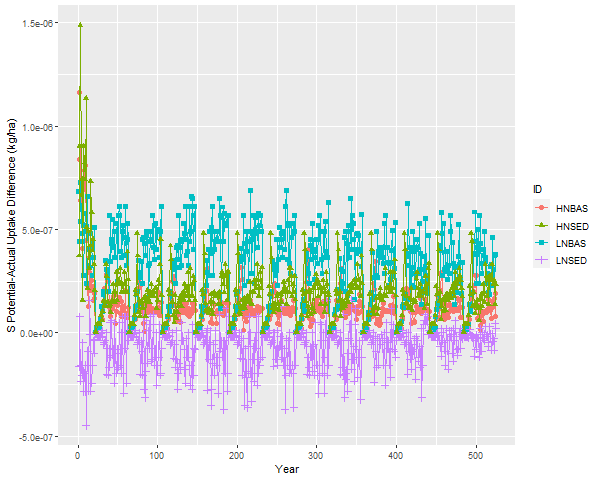 1.5e-06
1.0e-06
5.0e-07
0.0e+00
-5.0e-07
S Potential-Actual Uptake Difference (kg/ha)
0 100 200 300 400 500
Year
ID
HNBAS
HNSED
LNBAS
LNSED